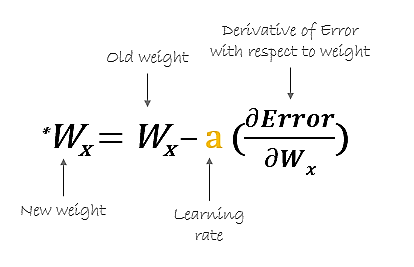 Derivative of Error
with respect to weight
Old weight
*Wₓ = Wₓ - a (∂Error/∂Wₓ)
New weight
Learning
rate